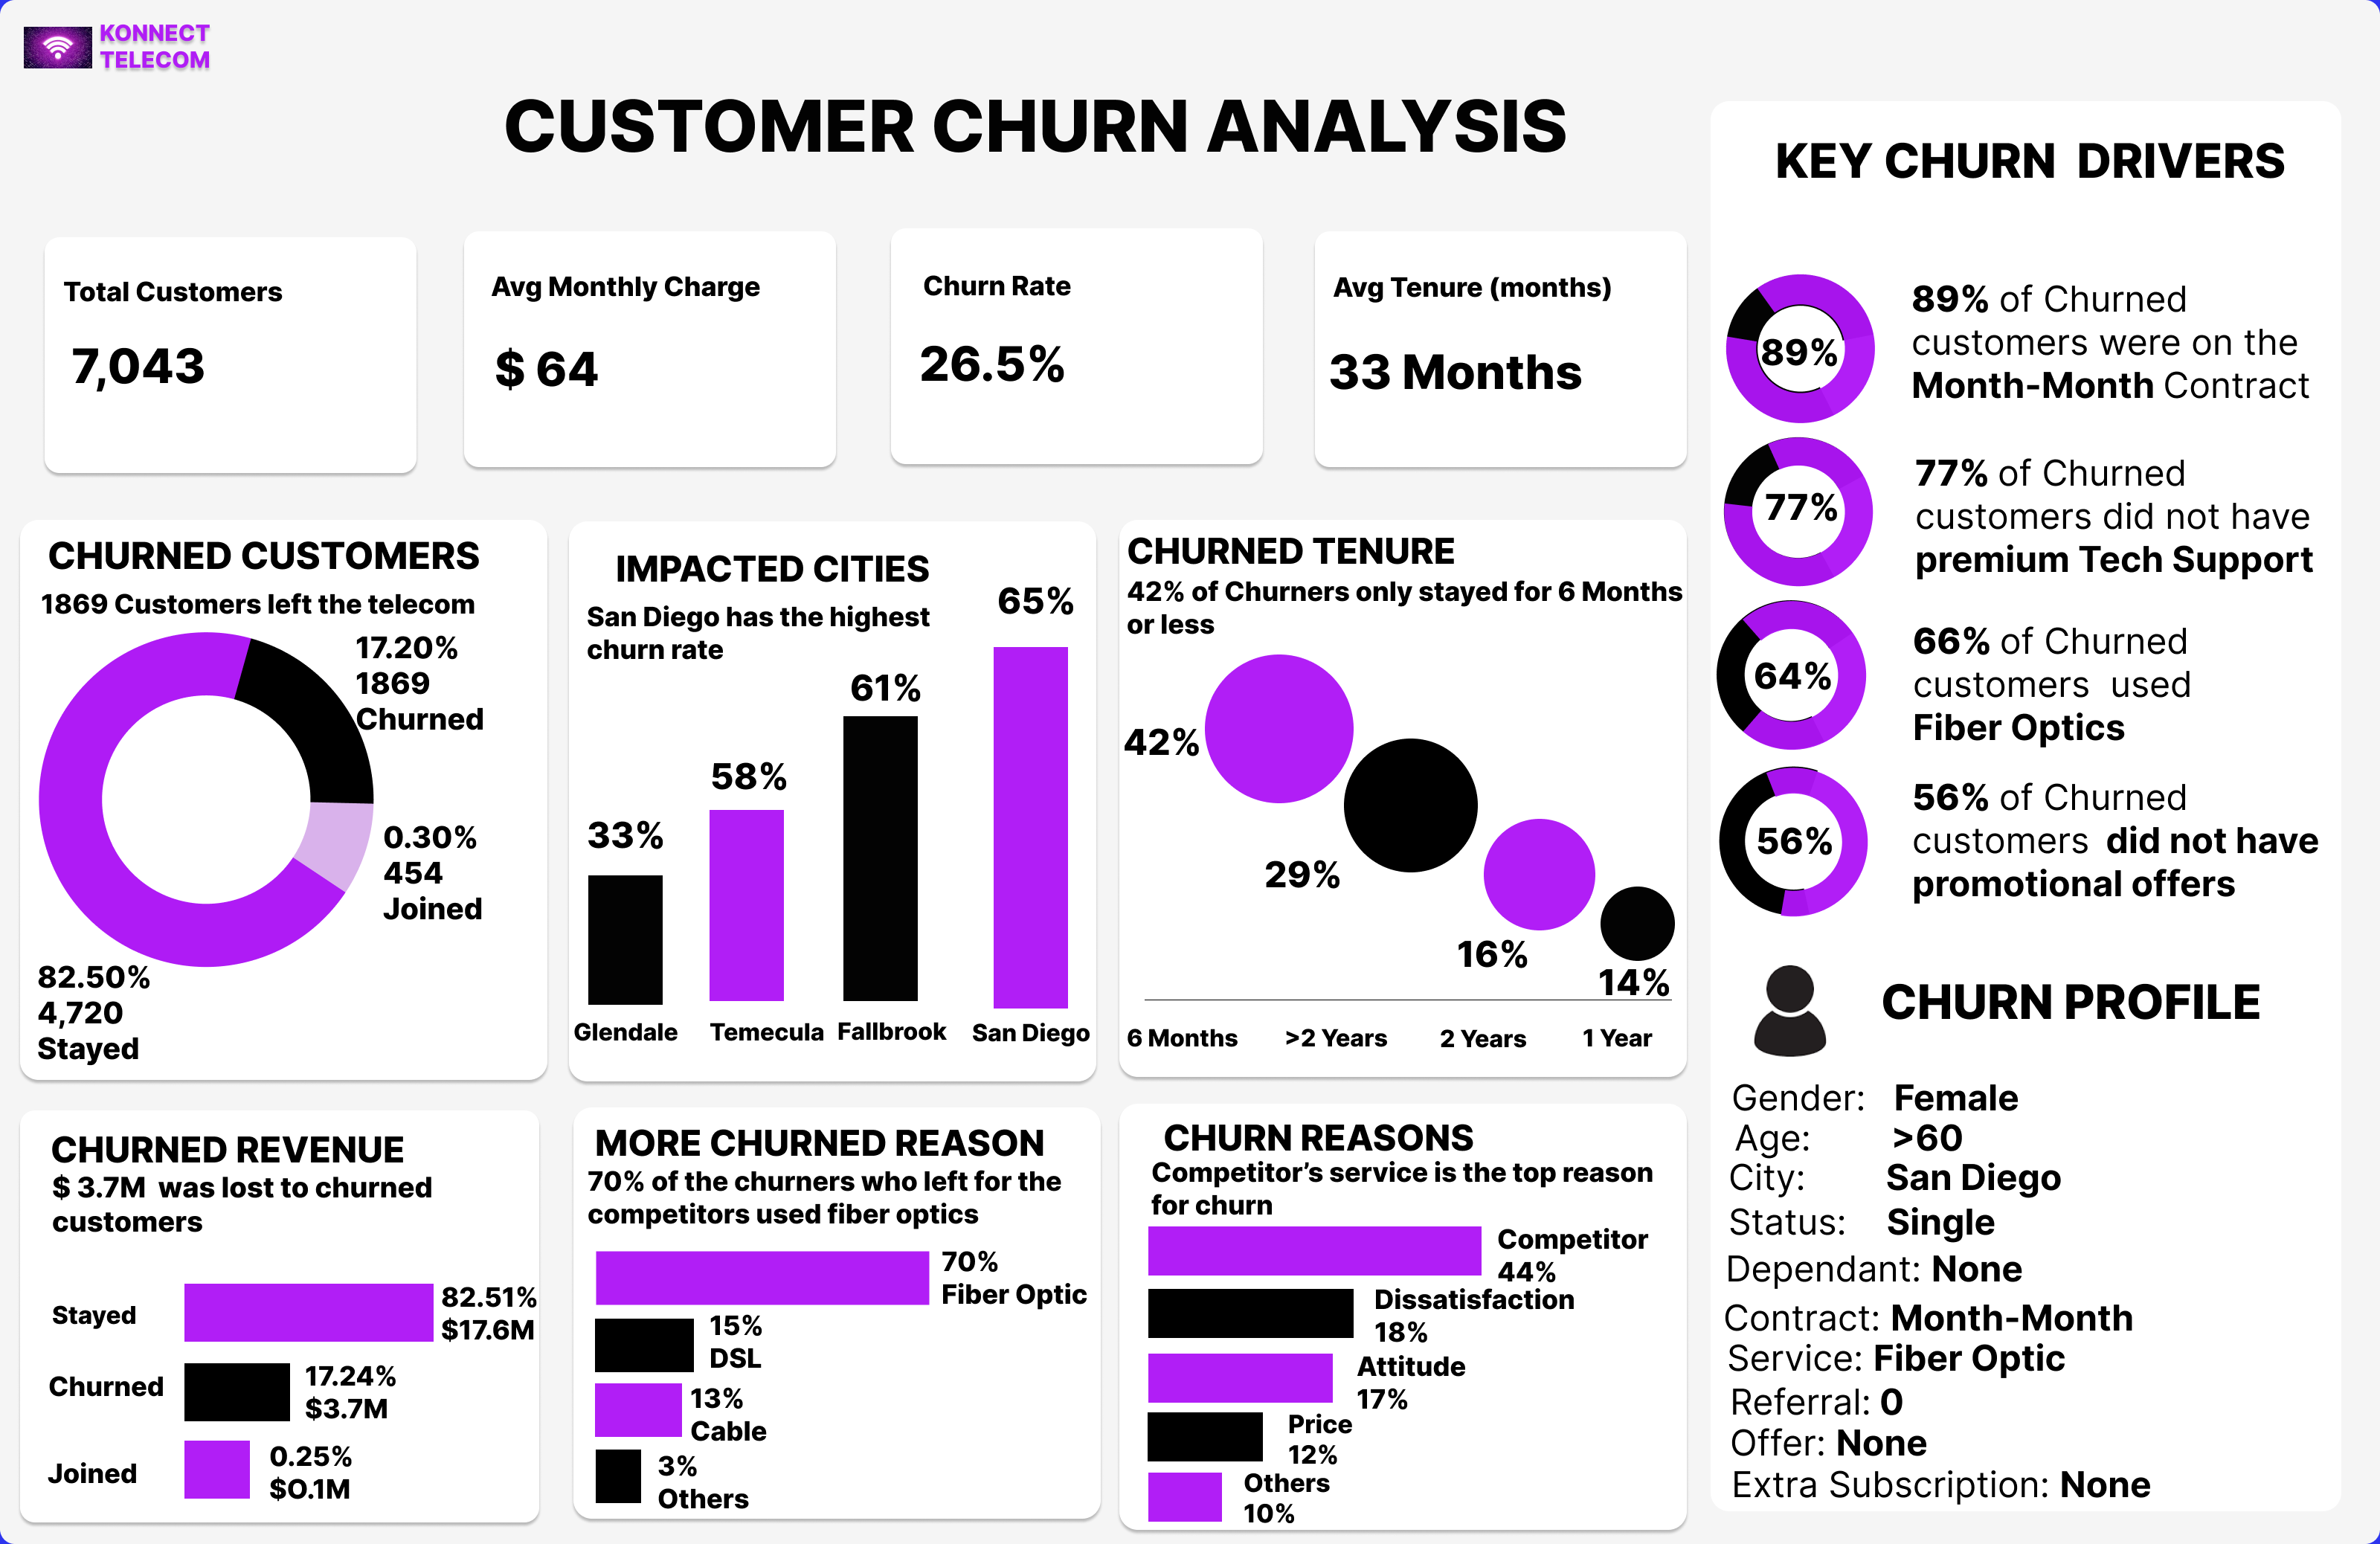 KONNECT
TELECOM
CUSTOMER CHURN ANALYSIS
Total Customers
7,043
Avg Monthly Charge
$ 64
Churn Rate
26.5%
Avg Tenure (months)
33 Months
CHURNED CUSTOMERS
1869 Customers left the telecom
17.20%
1869
Churned
0.30%
454
Joined
82.50%
4,720
Stayed
IMPACTED CITIES
San Diego has the highest
churn rate
33%
58%
61%
65%
Glendale
Temecula
Fallbrook
San Diego
CHURNED TENURE
42% of Churners only stayed for 6 Months
or less
42%
29%
16%
14%
6 Months
>2 Years
2 Years
1 Year
CHURNED REVENUE
$ 3.7M was lost to churned
customers
Stayed
82.51%
$17.6M
Churned
17.24%
$3.7M
Joined
0.25%
$O.1M
MORE CHURNED REASON
70% of the churners who left for the
competitors used fiber optics
70%
Fiber Optic
15%
DSL
13%
Cable
3%
Others
CHURN REASONS
Competitor’s service is the top reason
for churn
Competitor
44%
Dissatisfaction
18%
Attitude
17%
Price
12%
Others
10%
KEY CHURN DRIVERS
89%
89% of Churned
customers were on the
Month-Month Contract
77%
77% of Churned
customers did not have
premium Tech Support
64%
66% of Churned
customers used
Fiber Optics
56%
56% of Churned
customers did not have
promotional offers
CHURN PROFILE
Gender: Female
Age: >60
City: San Diego
Status: Single
Dependant: None
Contract: Month-Month
Service: Fiber Optic
Referral: 0
Offer: None
Extra Subscription: None